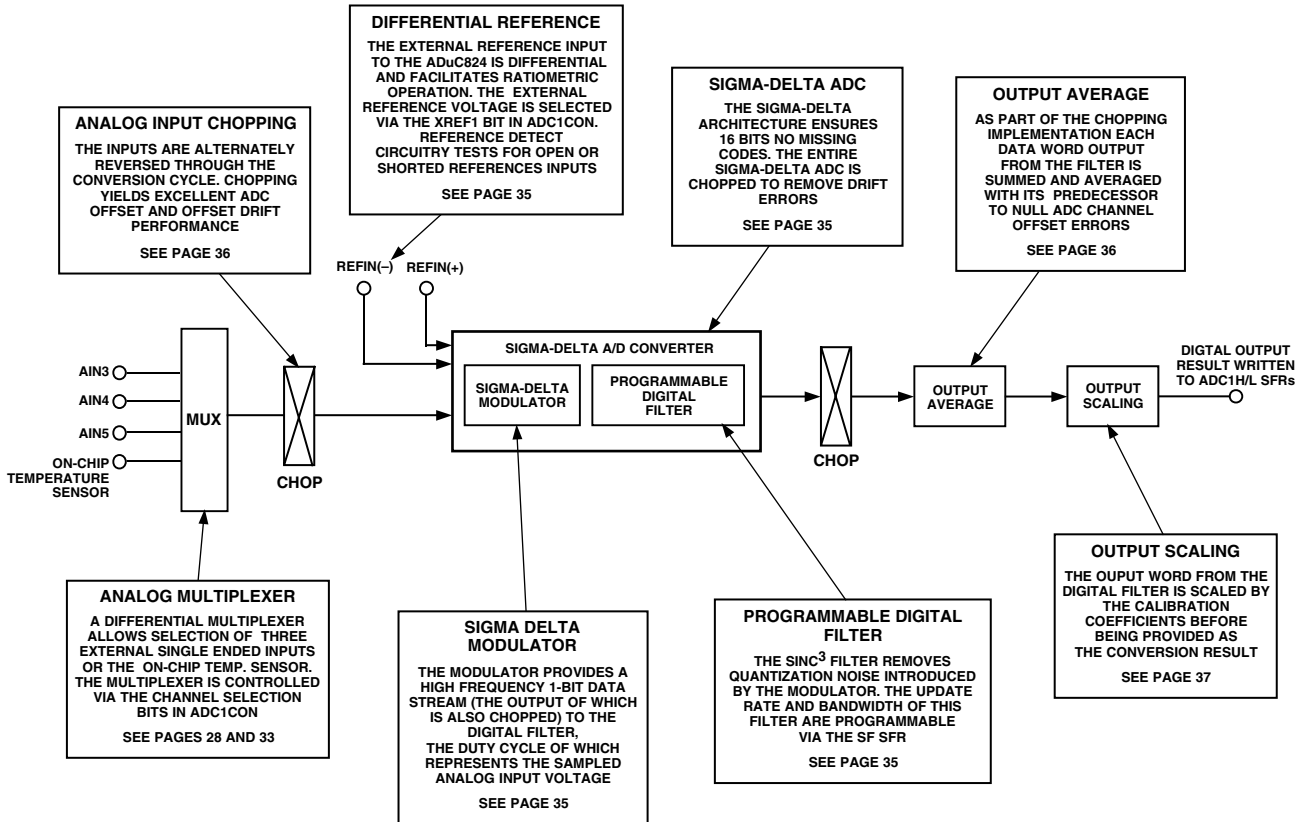 DIFFERENTIAL REFERENCE
THE EXTERNAL REFERENCE INPUT
TO THE ADuC824 IS DIFFERENTIAL
AND FACILITATES RATIOMETRIC
OPERATION. THE EXTERNAL
REFERENCE VOLTAGE IS SELECTED
VIA THE XREF1 BIT IN ADC1CON.
REFERENCE DETECT
CIRCUITRY TESTS FOR OPEN OR
SHORTED REFERENCES INPUTS
SEE PAGE 35
SIGMA-DELTA ADC
THE SIGMA-DELTA
ARCHITECTURE ENSURES
16 BITS NO MISSING
CODES. THE ENTIRE
SIGMA-DELTA ADC IS
CHOPPED TO REMOVE DRIFT
ERRORS
SEE PAGE 35
OUTPUT AVERAGE
AS PART OF THE CHOPPING
IMPLEMENTATION EACH
DATA WORD OUTPUT
FROM THE FILTER IS
SUMMED AND AVERAGED
WITH ITS PREDECESSOR
TO NULL ADC CHANNEL
OFFSET ERRORS
SEE PAGE 36
ANALOG INPUT CHOPPING
THE INPUTS ARE ALTERNATELY
REVERSED THROUGH THE
CONVERSION CYCLE. CHOPPING
YIELDS EXCELLENT ADC
OFFSET AND OFFSET DRIFT
PERFORMANCE
SEE PAGE 36
REFIN(–) REFIN(+)
AIN3
AIN4
AIN5
ON-CHIP
TEMPERATURE
SENSOR
MUX
CHOP
SIGMA-DELTA A/D CONVERTER
SIGMA-DELTA
MODULATOR
PROGRAMMABLE
DIGITAL
FILTER
CHOP
OUTPUT
AVERAGE
OUTPUT
SCALING
DIGTAL OUTPUT
RESULT WRITTEN
TO ADC1H/L SFRs
ANALOG MULTIPLEXER
A DIFFERENTIAL MULTIPLEXER
ALLOWS SELECTION OF THREE
EXTERNAL SINGLE ENDED INPUTS
OR THE ON-CHIP TEMP. SENSOR.
THE MULTIPLEXER IS CONTROLLED
VIA THE CHANNEL SELECTION
BITS IN ADC1CON
SEE PAGES 28 AND 33
SIGMA DELTA
MODULATOR
THE MODULATOR PROVIDES A
HIGH FREQUENCY 1-BIT DATA
STREAM (THE OUTPUT OF WHICH
IS ALSO CHOPPED) TO THE
DIGITAL FILTER,
THE DUTY CYCLE OF WHICH
REPRESENTS THE SAMPLED
ANALOG INPUT VOLTAGE
SEE PAGE 35
PROGRAMMABLE DIGITAL
FILTER
THE SINC³ FILTER REMOVES
QUANTIZATION NOISE INTRODUCED
BY THE MODULATOR. THE UPDATE
RATE AND BANDWIDTH OF THIS
FILTER ARE PROGRAMMABLE
VIA THE SF SFR
SEE PAGE 35
OUTPUT SCALING
THE OUPUT WORD FROM THE
DIGITAL FILTER IS SCALED BY
THE CALIBRATION
COEFFICIENTS BEFORE
BEING PROVIDED AS
THE CONVERSION RESULT
SEE PAGE 37